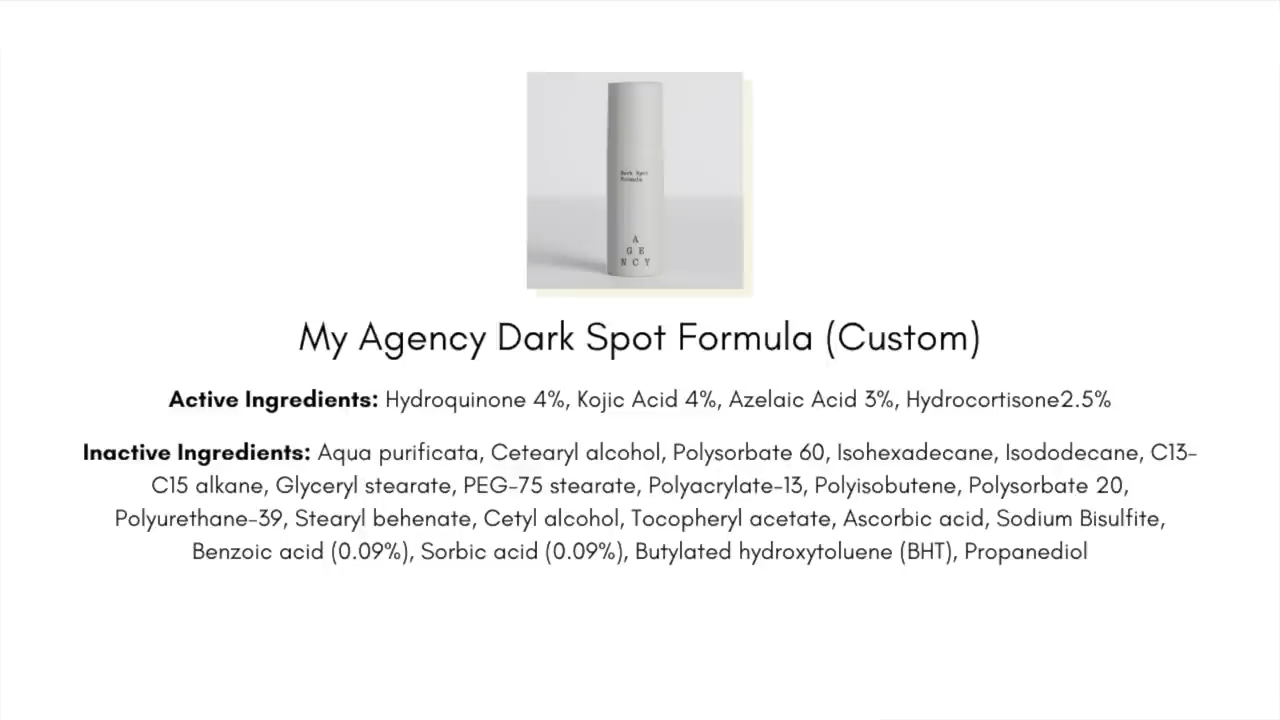 Dark Spot
Formula
A
GE
NCY
My Agency Dark Spot Formula (Custom)
Active Ingredients: Hydroquinone 4%, Kojic Acid 4%, Azelaic Acid 3%, Hydrocortisone2.5%
Inactive Ingredients: Aqua purificata, Cetearyl alcohol, Polysorbate 60, Isohexadecane, Isododecane, C13-
C15 alkane, Glyceryl stearate, PEG-75 stearate, Polyacrylate-13, Polyisobutene, Polysorbate 20,
Polyurethane-39, Stearyl behenate, Cetyl alcohol, Tocopheryl acetate, Ascorbic acid, Sodium Bisulfite,
Benzoic acid (0.09%), Sorbic acid (0.09%), Butylated hydroxytoluene (BHT), Propanediol